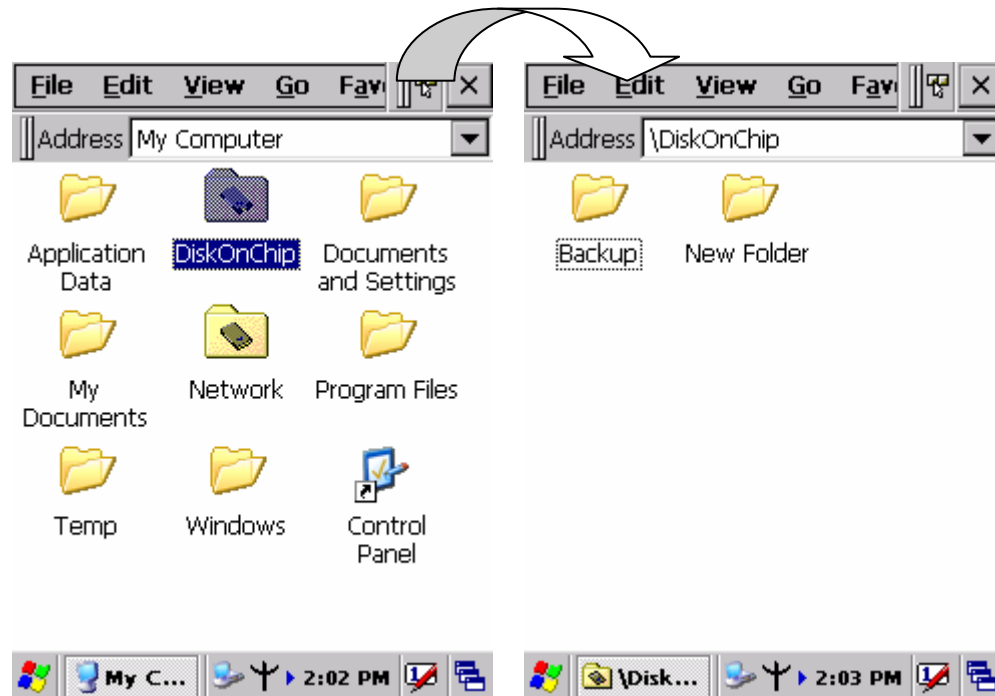 File Edit View Go Fav
Address My Computer
Application Data
DiskOnChip
Documents and Settings
My Documents
Network
Program Files
Temp
Windows
Control Panel
My C... 2:02 PM
File Edit View Go Fav
Address \DiskOnChip
Backup
New Folder
\Disk... 2:03 PM